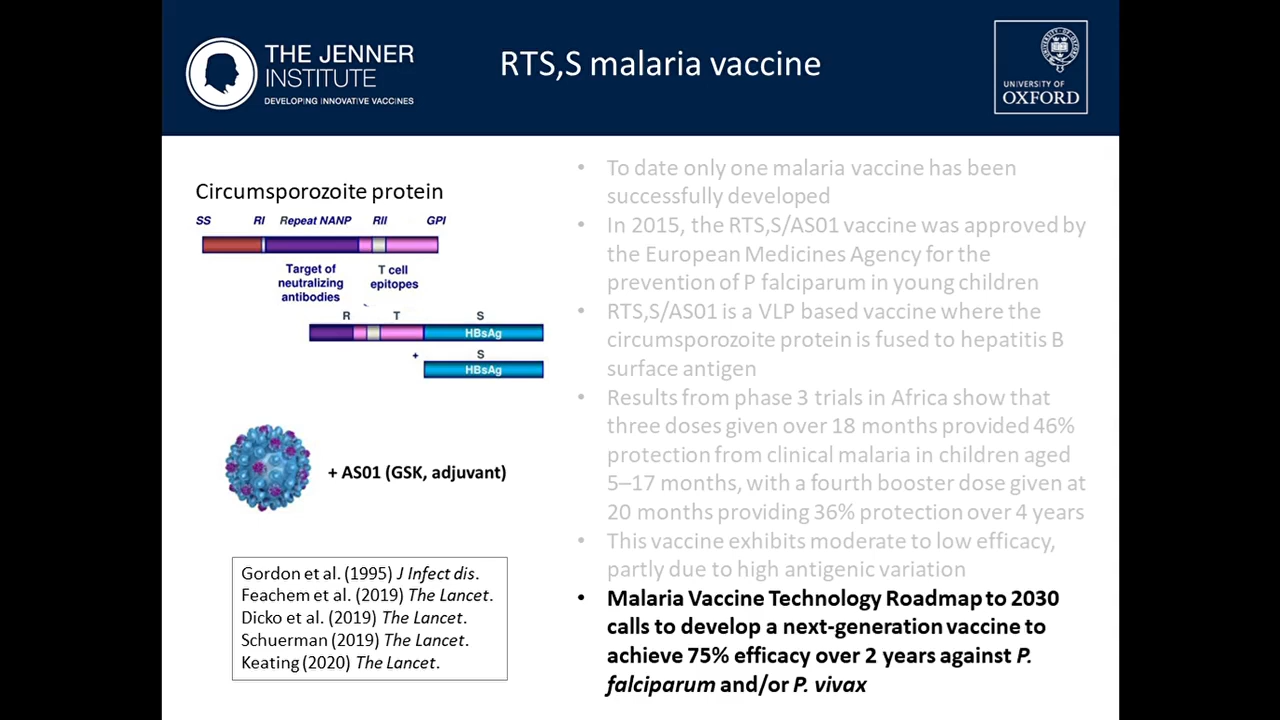 THE JENNER
INSTITUTE
DEVELOPING INNOVATIVE VACCINES
RTS,S malaria vaccine
UNIVERSITY OF
OXFORD
Circumsporozoite protein
SS RI Repeat NANP RII GPI
Target of
neutralizing
antibodies
T cell
epitopes
R T S
HBsAg
+ S
HBsAg
+ AS01 (GSK, adjuvant)
Gordon et al. (1995) J Infect dis.
Feachem et al. (2019) The Lancet.
Dicko et al. (2019) The Lancet.
Schuerman (2019) The Lancet.
Keating (2020) The Lancet.
• To date only one malaria vaccine has been
successfully developed
• In 2015, the RTS,S/AS01 vaccine was approved by
the European Medicines Agency for the
prevention of P falciparum in young children
• RTS,S/AS01 is a VLP based vaccine where the
circumsporozoite protein is fused to hepatitis B
surface antigen
• Results from phase 3 trials in Africa show that
three doses given over 18 months provided 46%
protection from clinical malaria in children aged
5–17 months, with a fourth booster dose given at
20 months providing 36% protection over 4 years
• This vaccine exhibits moderate to low efficacy,
partly due to high antigenic variation
• Malaria Vaccine Technology Roadmap to 2030
calls to develop a next-generation vaccine to
achieve 75% efficacy over 2 years against P.
falciparum and/or P. vivax